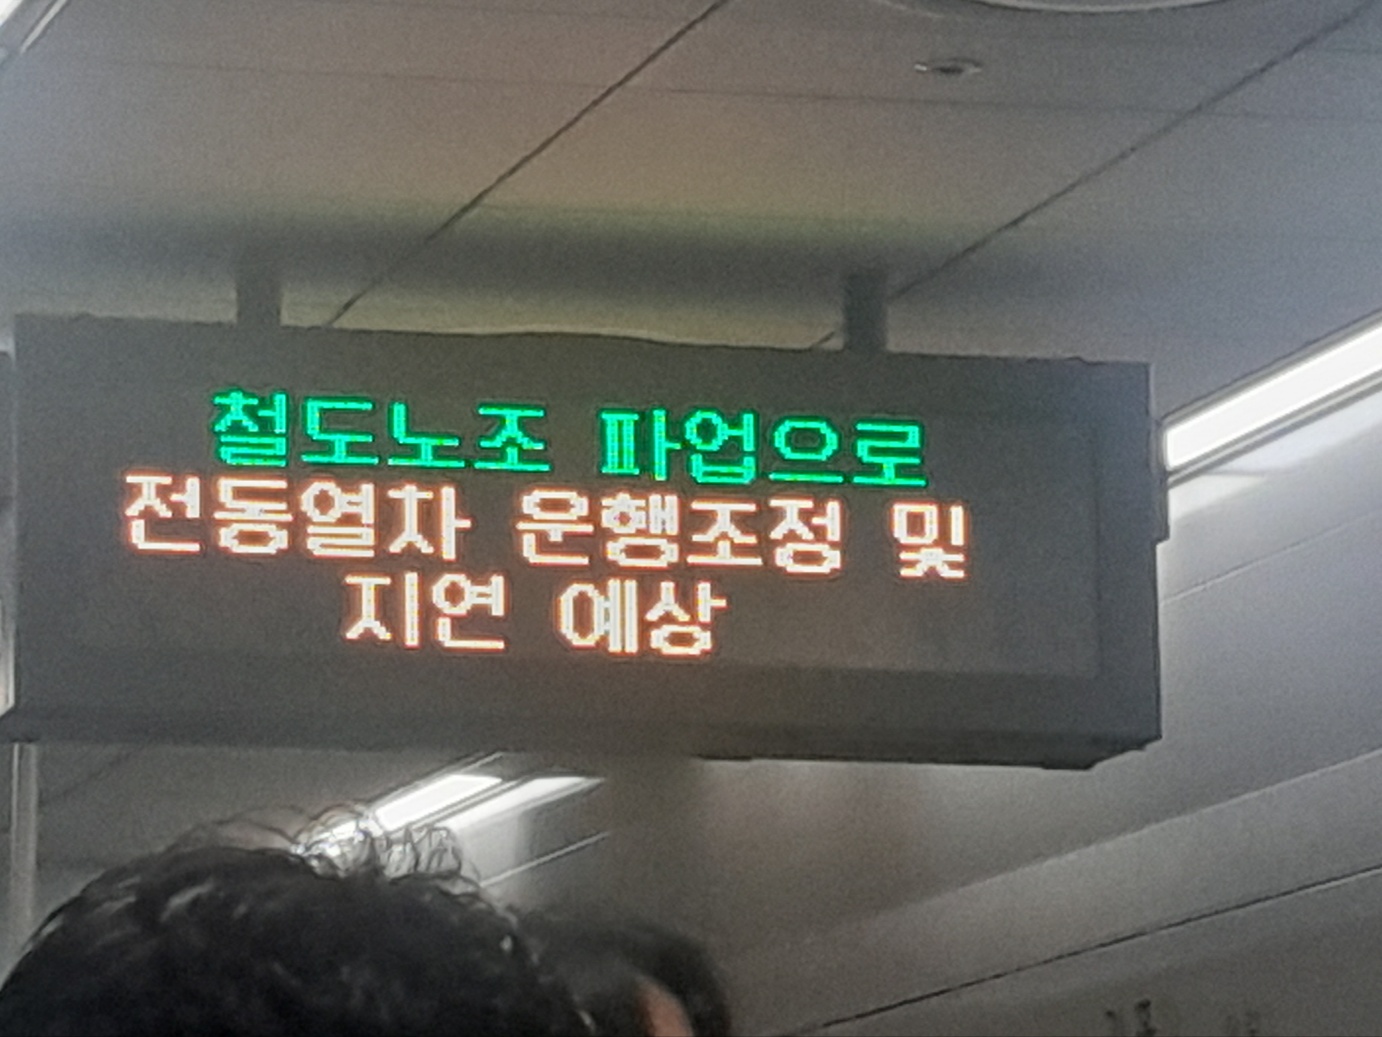 철도노조 파업으로
전동열차 운행조정 및
지연 예상